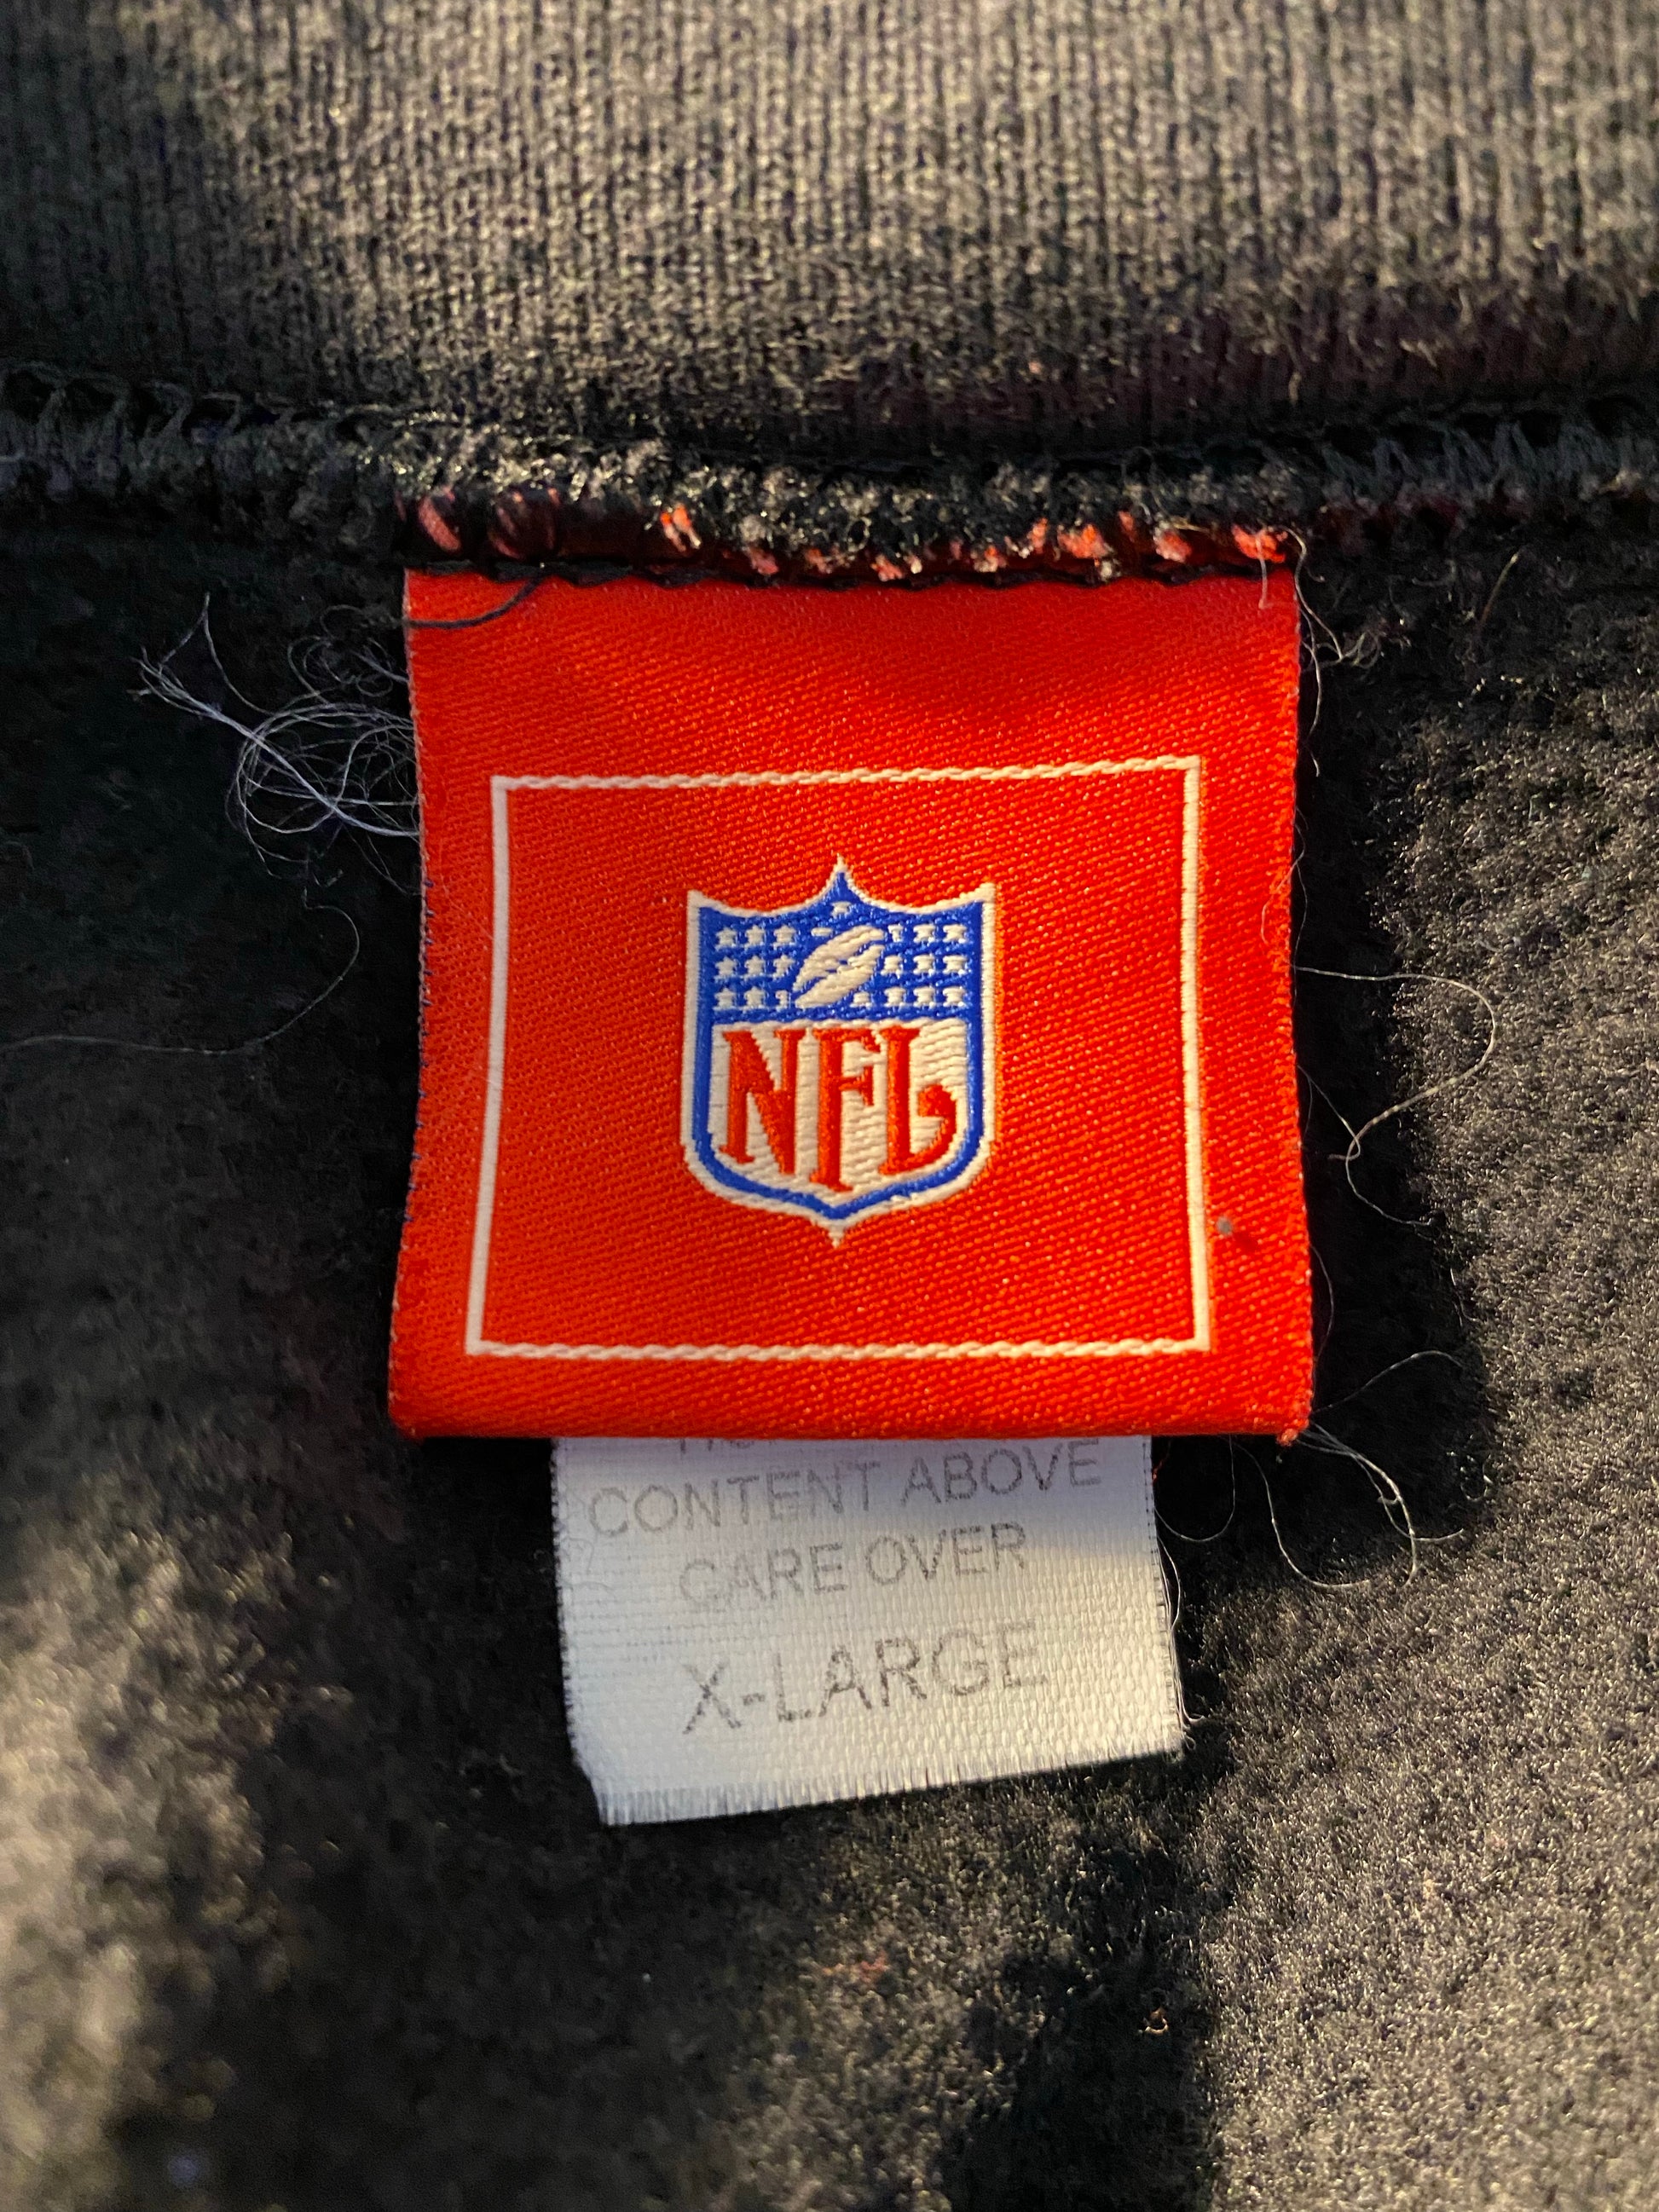 NFL
CONTENT ABOVE
CARE OVER
X-LARGE